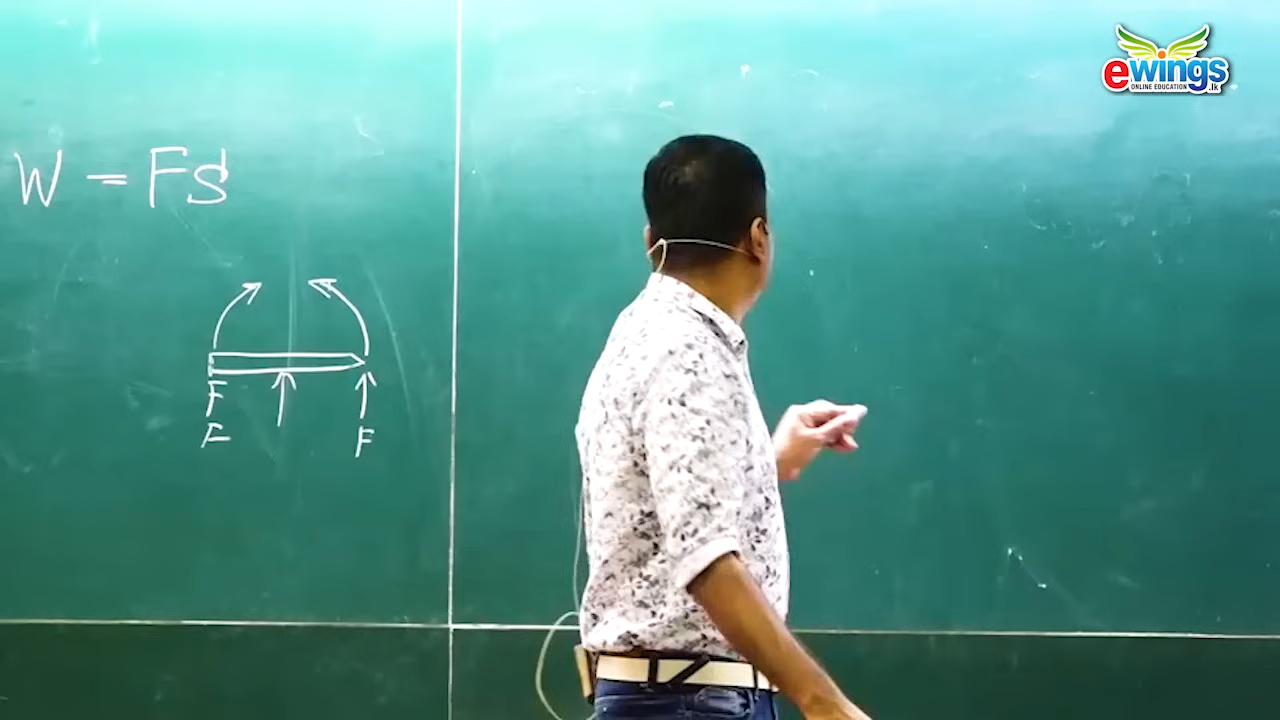 ewings
ONLINE EDUCATION .lk
W = Fs
F
F F